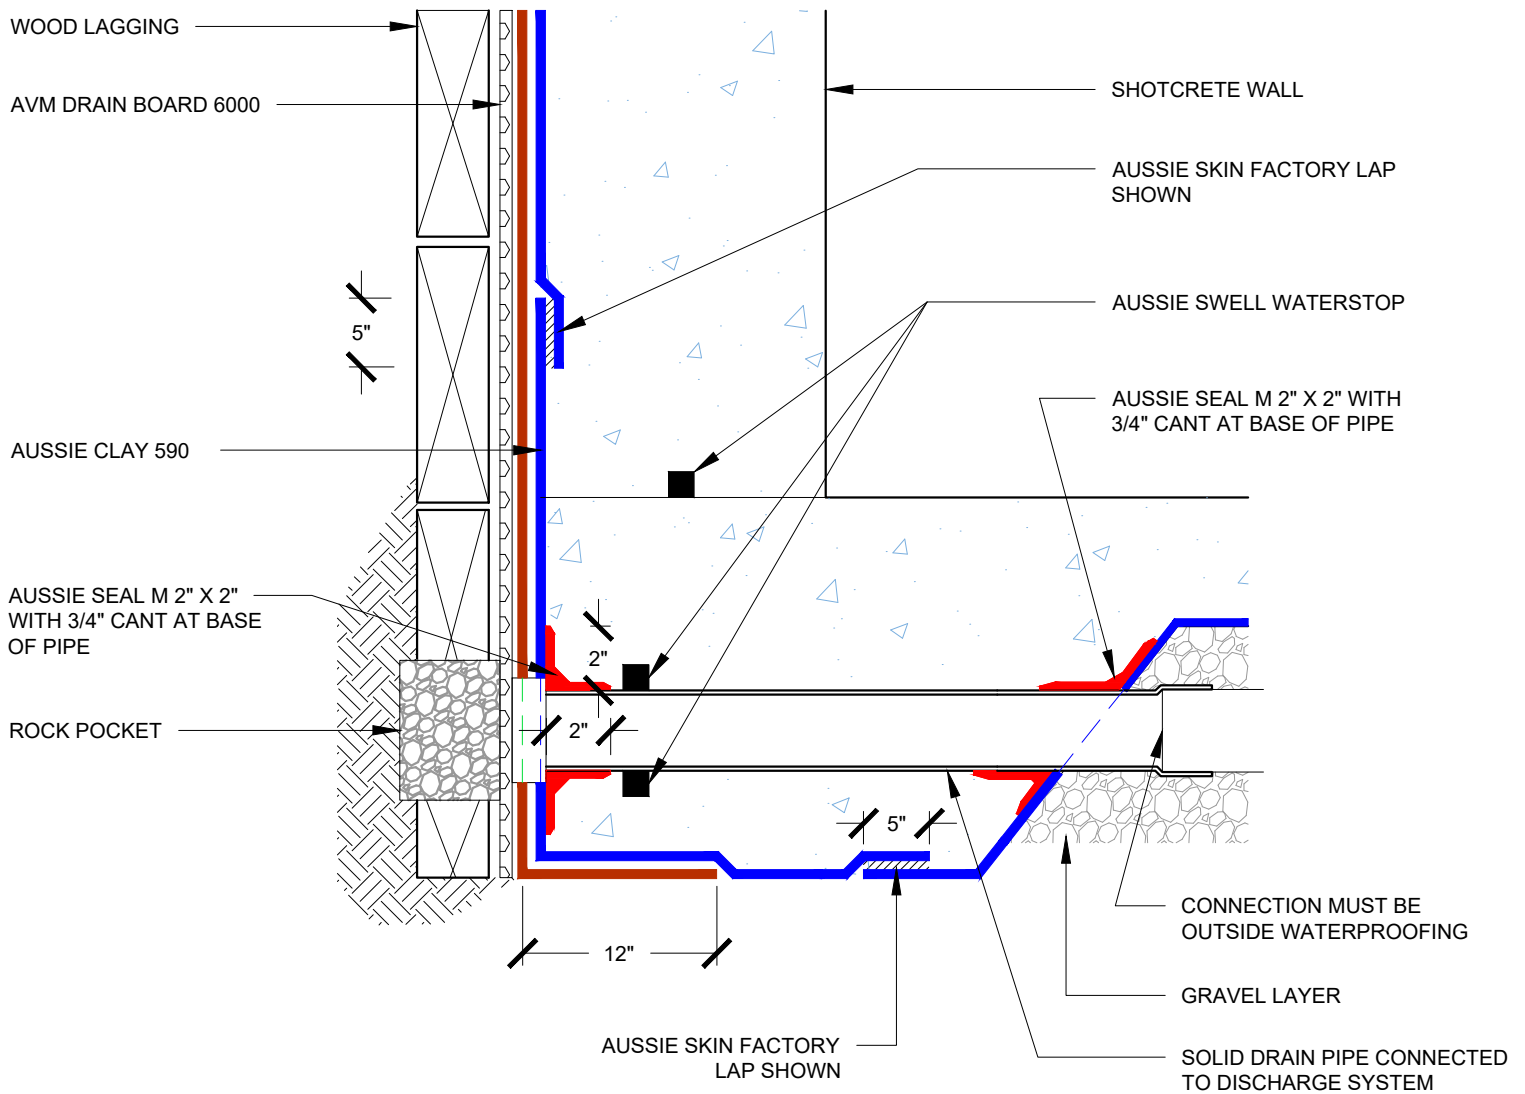 WOOD LAGGING
AVM DRAIN BOARD 6000
5"
AUSSIE CLAY 590
AUSSIE SEAL M 2" X 2"
WITH 3/4" CANT AT BASE
OF PIPE
ROCK POCKET
SHOTCRETE WALL
AUSSIE SKIN FACTORY LAP
SHOWN
AUSSIE SWELL WATERSTOP
AUSSIE SEAL M 2" X 2" WITH
3/4" CANT AT BASE OF PIPE
2"
2"
5"
12"
CONNECTION MUST BE
OUTSIDE WATERPROOFING
GRAVEL LAYER
AUSSIE SKIN FACTORY
LAP SHOWN
SOLID DRAIN PIPE CONNECTED
TO DISCHARGE SYSTEM